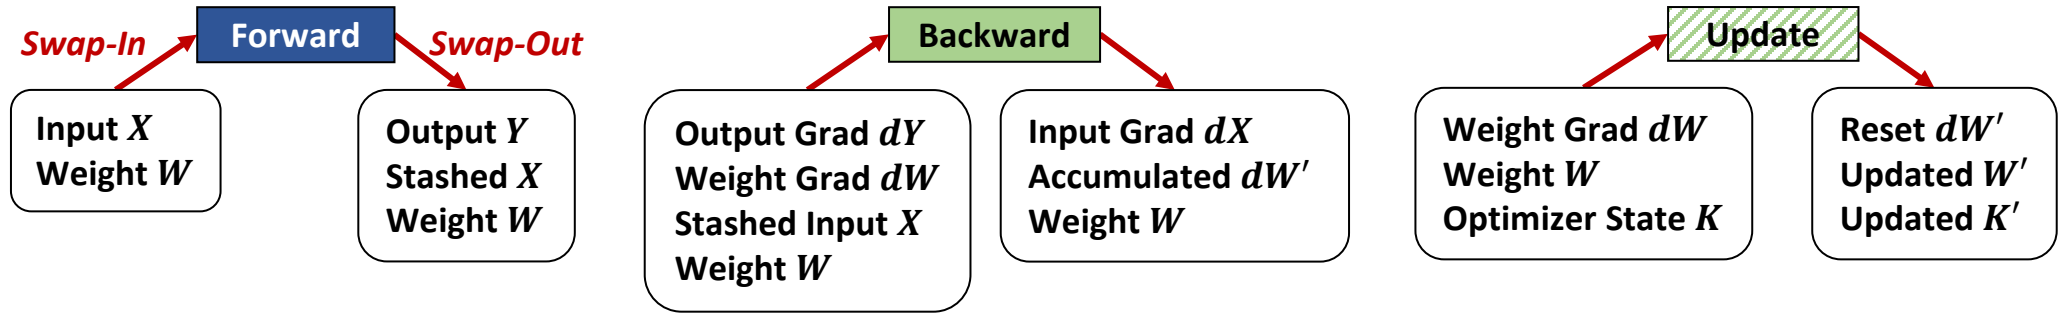 Swap-In
Forward
Swap-Out
Input X
Weight W
Output Y
Stashed X
Weight W
Backward
Output Grad dY
Weight Grad dW
Stashed Input X
Weight W
Input Grad dX
Accumulated dW′
Weight W
Update
Weight Grad dW
Weight W
Optimizer State K
Reset dW′
Updated W′
Updated K′